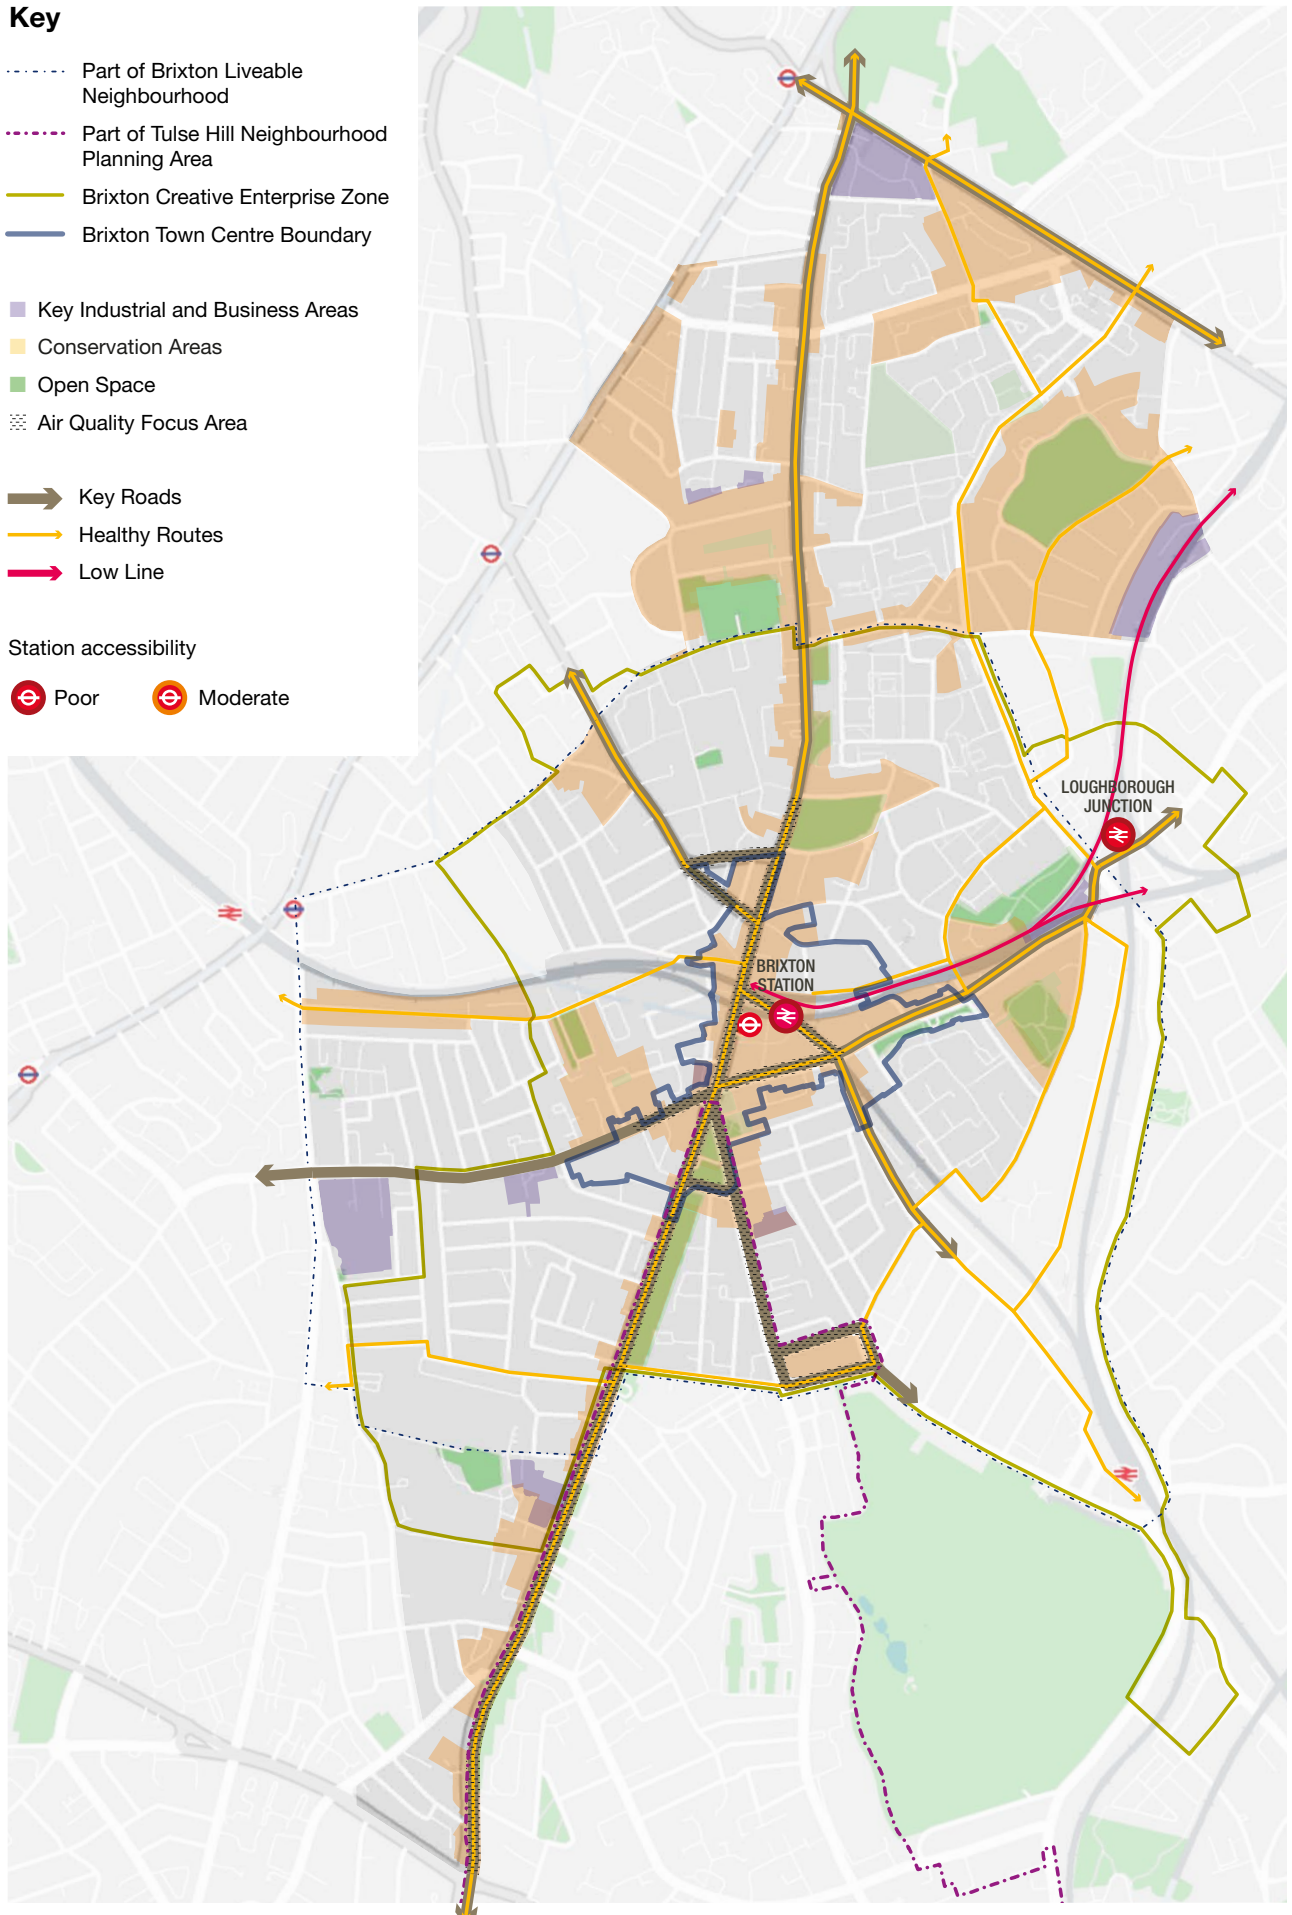 Key
Part of Brixton Liveable
Neighbourhood
Part of Tulse Hill Neighbourhood
Planning Area
Brixton Creative Enterprise Zone
Brixton Town Centre Boundary
Key Industrial and Business Areas
Conservation Areas
Open Space
Air Quality Focus Area
Key Roads
Healthy Routes
Low Line
Station accessibility
Poor
Moderate
LOUGHBOROUGH
JUNCTION
BRIXTON
STATION